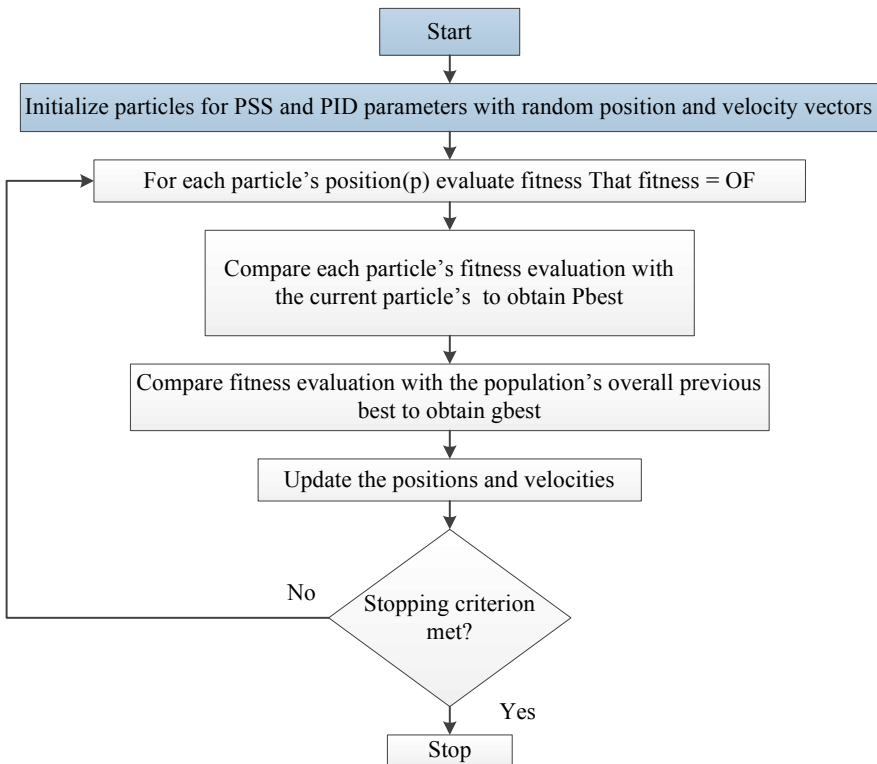 Start
Initialize particles for PSS and PID parameters with random position and velocity vectors
For each particle’s position(p) evaluate fitness That fitness = OF
Compare each particle’s fitness evaluation with
the current particle’s to obtain Pbest
Compare fitness evaluation with the population’s overall previous
best to obtain gbest
Update the positions and velocities
No
Stopping criterion
met?
Yes
Stop